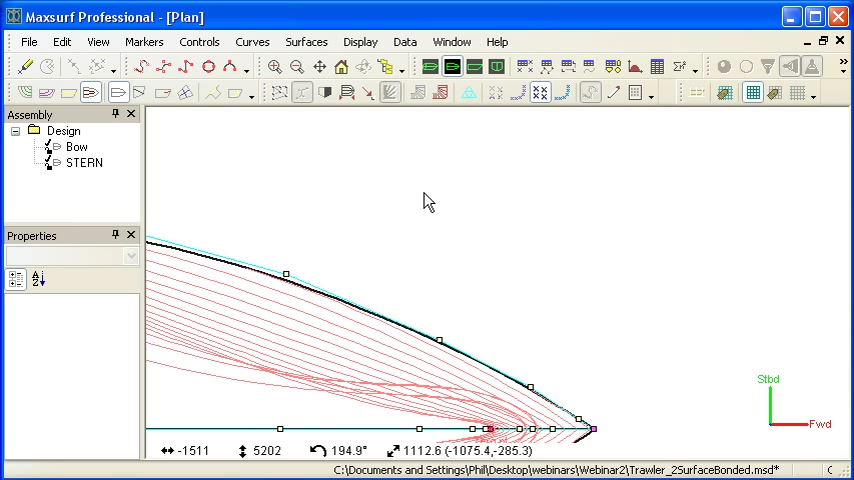 Maxsurf Professional - [Plan]
File Edit View Markers Controls Curves Surfaces Display Data Window Help
Assembly
Design
Bow
STERN
Properties
Stbd
Fwd
-1511 5202 194.9° 1112.6 (-1075.4,-285.3)
C:\Documents and Settings\Phil\Desktop\webinars\Webinar2\Trawler_2SurfaceBonded.msd*